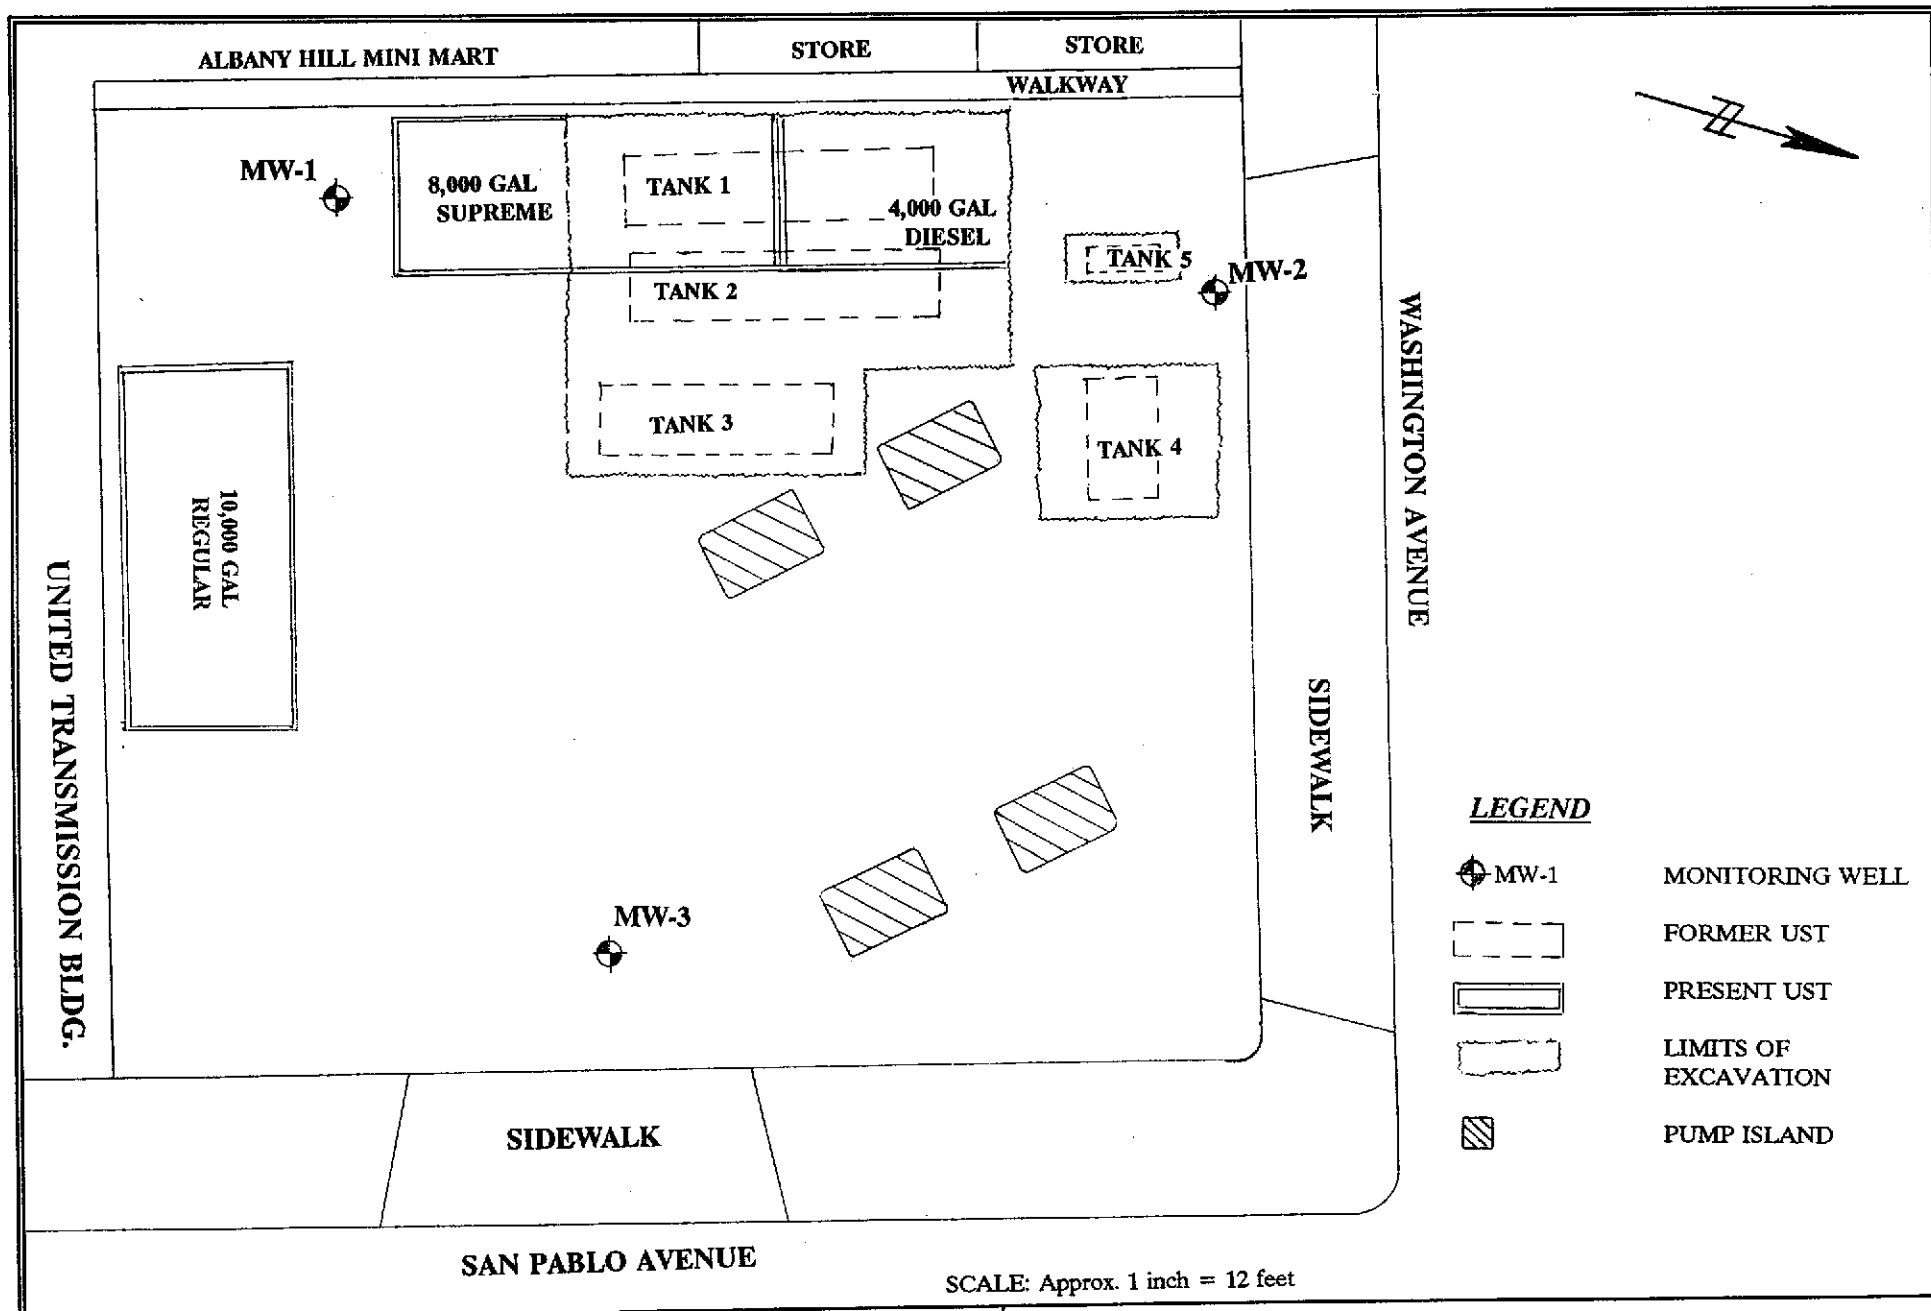 ALBANY HILL MINI MART
STORE
STORE
WALKWAY
MW-1
8,000 GAL
SUPREME
TANK 1
4,000 GAL
DIESEL
TANK 5
MW-2
TANK 2
TANK 3
TANK 4
10,000 GAL
REGULAR
UNITED TRANSMISSION BLDG.
WASHINGTON AVENUE
SIDEWALK
MW-3
SIDEWALK
SAN PABLO AVENUE
SCALE: Approx. 1 inch = 12 feet
LEGEND
MW-1 MONITORING WELL
FORMER UST
PRESENT UST
LIMITS OF
EXCAVATION
PUMP ISLAND